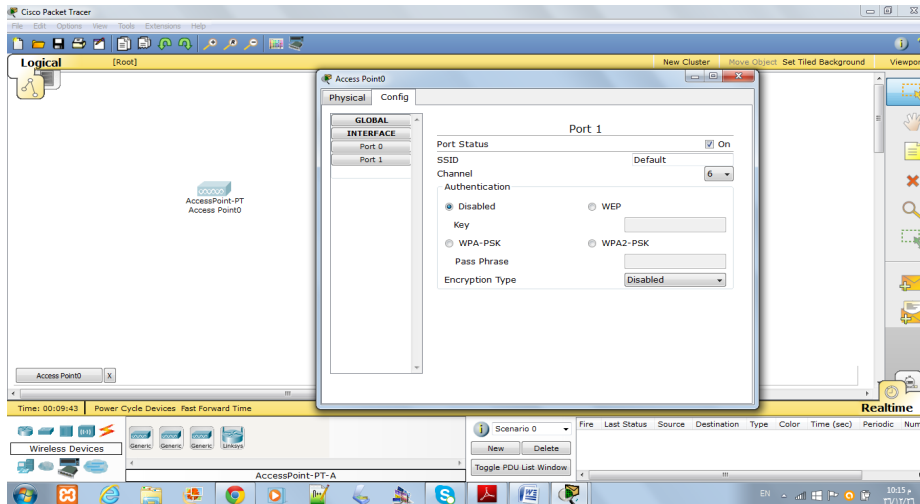 Cisco Packet Tracer
File Edit Options View Tools Extensions Help
Logical
[Root]
New Cluster
Move Object
Set Tiled Background
Viewpor
AccessPoint-PT
Access Point0
Access Point0
Physical
Config
GLOBAL
INTERFACE
Port 0
Port 1
Port 1
Port Status
On
SSID
Default
Channel
6
Authentication
Disabled
WEP
Key
WPA-PSK
WPA2-PSK
Pass Phrase
Encryption Type
Disabled
Access Point0
X
Time: 00:09:43
Power Cycle Devices Fast Forward Time
Realtime
Wireless Devices
Generic
Generic
Generic
Linksys
AccessPoint-PT-A
Scenario 0
New
Delete
Toggle PDU List Window
Fire Last Status Source Destination Type Color Time (sec) Periodic Num
EN
10:15 م